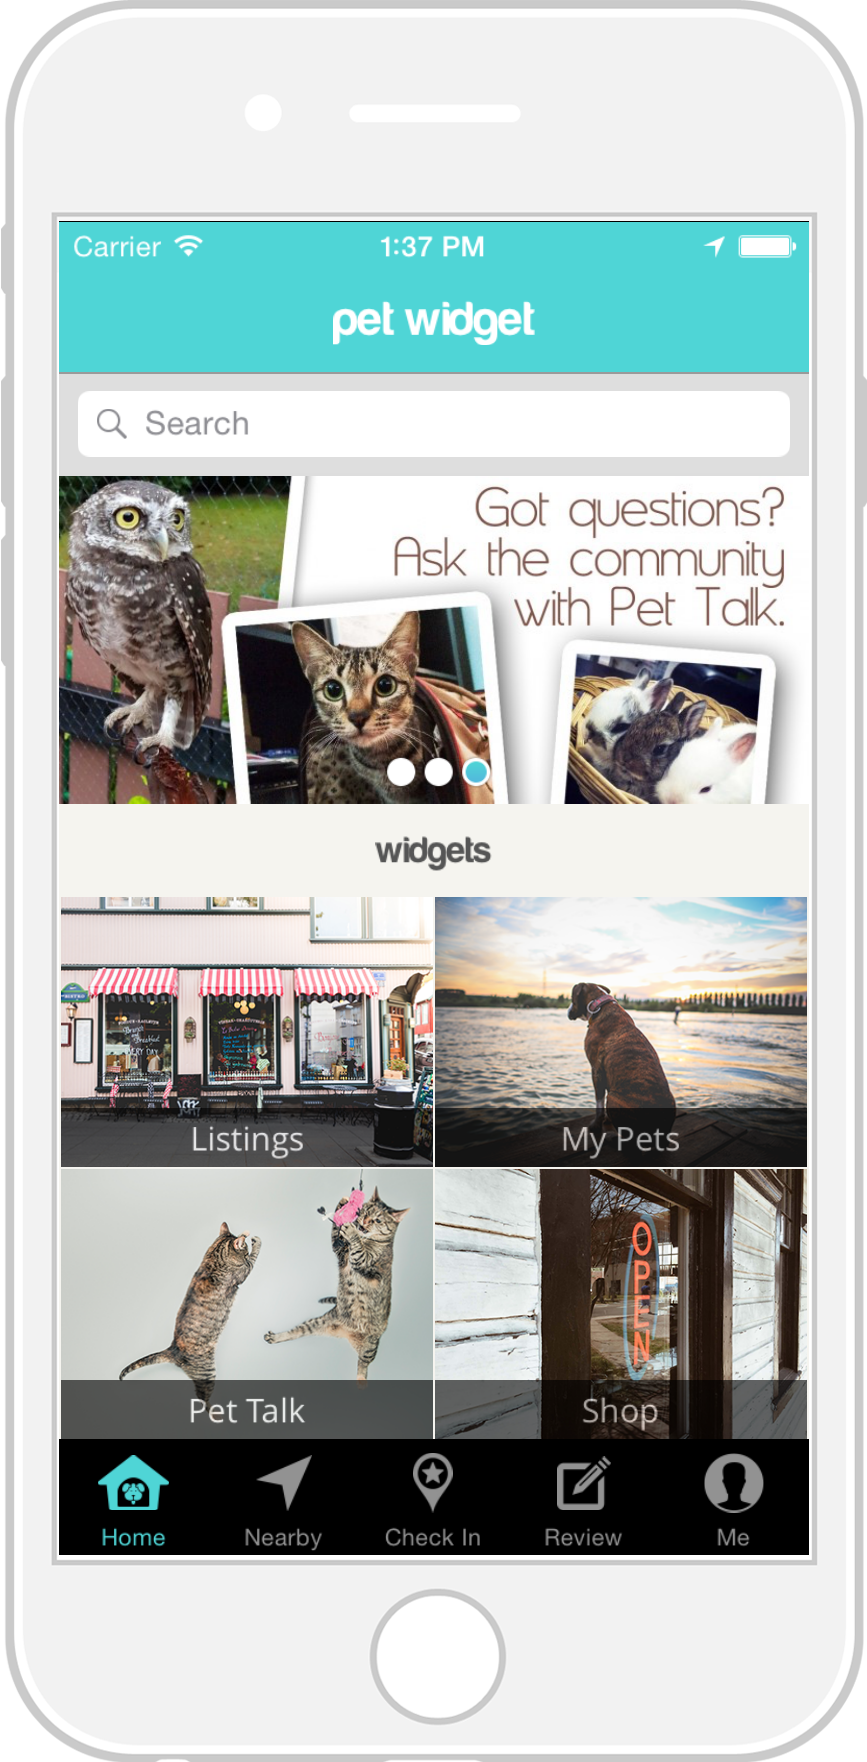 Carrier 1:37 PM
pet widget
Search
Got questions?
Ask the community
with Pet Talk.
widgets
Listings
My Pets
Pet Talk
OPEN
Shop
Home
Nearby
Check In
Review
Me